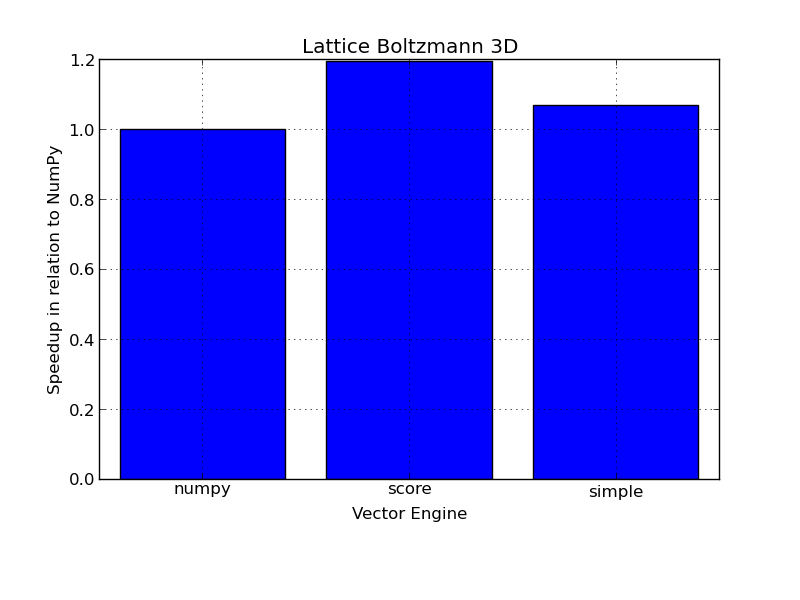 Lattice Boltzmann 3D
Speedup in relation to NumPy
1.2
1.0
0.8
0.6
0.4
0.2
0.0
numpy score simple
Vector Engine